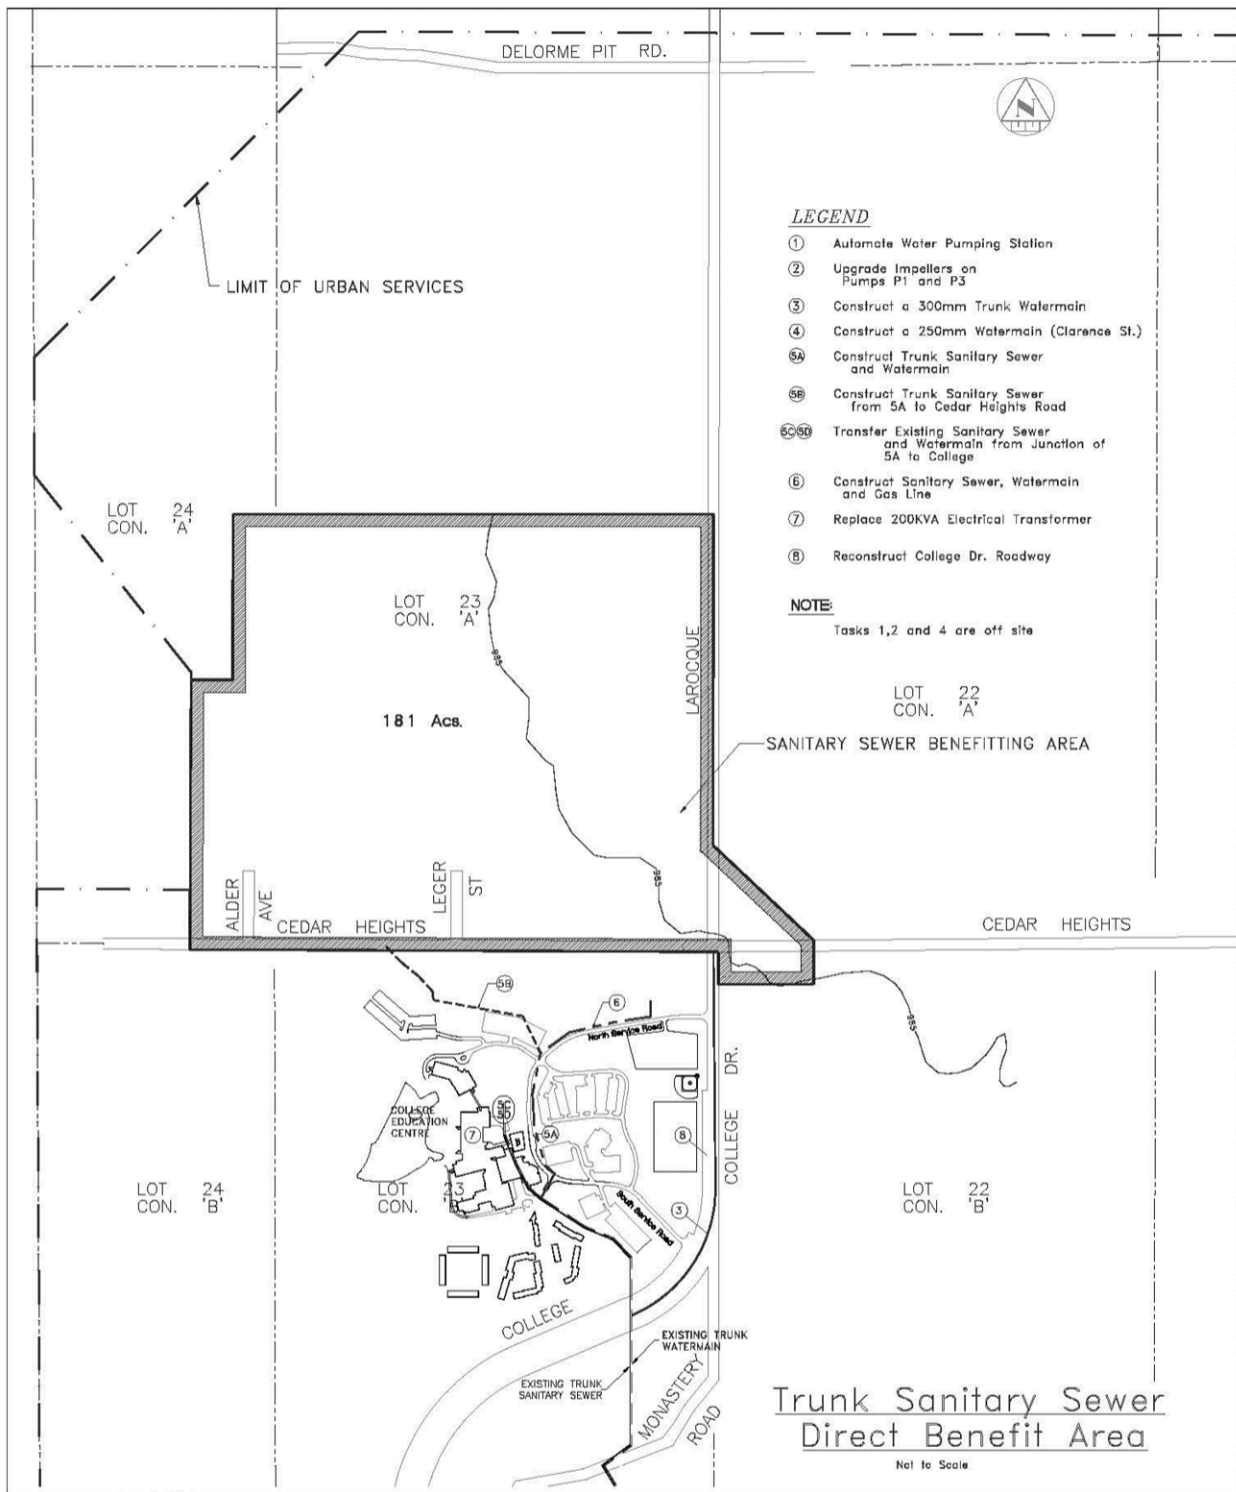 DELORME PIT RD.
N
LEGEND
1 Automate Water Pumping Station
2 Upgrade Impellers on
Pumps P1 and P3
3 Construct a 300mm Trunk Watermain
4 Construct a 250mm Watermain (Clarence St.)
5A Construct Trunk Sanitary Sewer
and Watermain
5B Construct Trunk Sanitary Sewer
from 5A to Cedar Heights Road
5C 5D Transfer Existing Sanitary Sewer
and Watermain from Junction of
5A to College
6 Construct Sanitary Sewer, Watermain
and Gas Line
7 Replace 200KVA Electrical Transformer
8 Reconstruct College Dr. Roadway
NOTE:
Tasks 1,2 and 4 are off site
LIMIT OF URBAN SERVICES
LOT 24
CON. 'A'
LOT 23
CON. 'A'
985
LAROCQUE
LOT 22
CON. 'A'
181 Acs.
SANITARY SEWER BENEFITTING AREA
985
ALDER
AVE
LEGER
ST
CEDAR HEIGHTS
CEDAR HEIGHTS
5B
6
985
North Service Road
COLLEGE DR.
COLLEGE
EDUCATION
CENTRE
7
5A
8
LOT 24
CON. 'B'
LOT 23
CON.
LOT 22
CON. 'B'
South Service Road
3
COLLEGE
EXISTING TRUNK
WATERMAIN
EXISTING TRUNK
SANITARY SEWER
MONASTERY
ROAD
Trunk Sanitary Sewer
Direct Benefit Area
Not to Scale